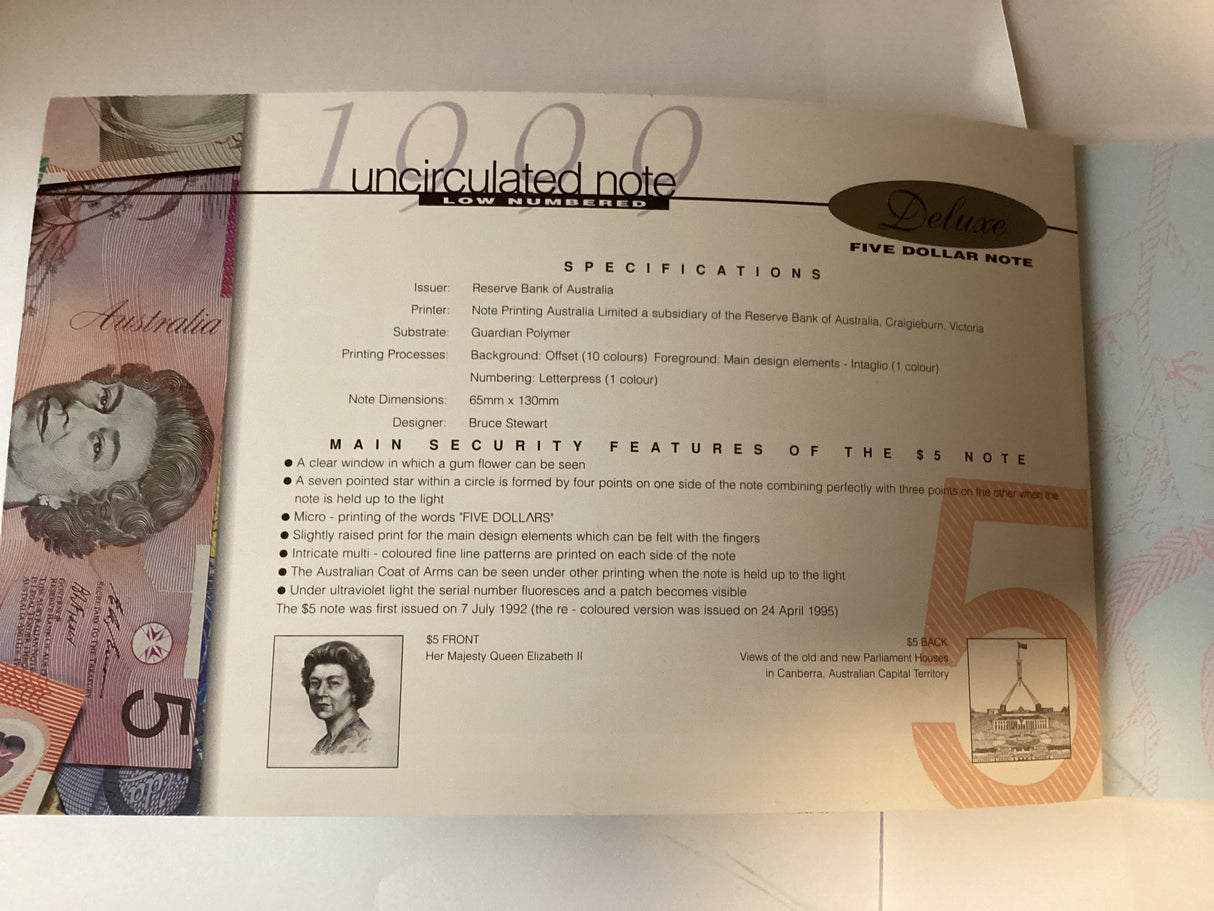 1999
uncirculated note
LOW NUMBERED
Deluxe
FIVE DOLLAR NOTE
SPECIFICATIONS
Issuer: Reserve Bank of Australia
Printer: Note Printing Australia Limited a subsidiary of the Reserve Bank of Australia, Craigieburn, Victoria
Substrate: Guardian Polymer
Printing Processes: Background: Offset (10 colours) Foreground: Main design elements - Intaglio (1 colour)
Numbering: Letterpress (1 colour)
Note Dimensions: 65mm x 130mm
Designer: Bruce Stewart
MAIN SECURITY FEATURES OF THE $5 NOTE
● A clear window in which a gum flower can be seen
● A seven pointed star within a circle is formed by four points on one side of the note combining perfectly with three points on the other when the
note is held up to the light
● Micro - printing of the words "FIVE DOLLARS"
● Slightly raised print for the main design elements which can be felt with the fingers
● Intricate multi - coloured fine line patterns are printed on each side of the note
● The Australian Coat of Arms can be seen under other printing when the note is held up to the light
● Under ultraviolet light the serial number fluoresces and a patch becomes visible
The $5 note was first issued on 7 July 1992 (the re - coloured version was issued on 24 April 1995)
$5 FRONT
Her Majesty Queen Elizabeth II
$5 BACK
Views of the old and new Parliament Houses
in Canberra, Australian Capital Territory
5
Australia
5